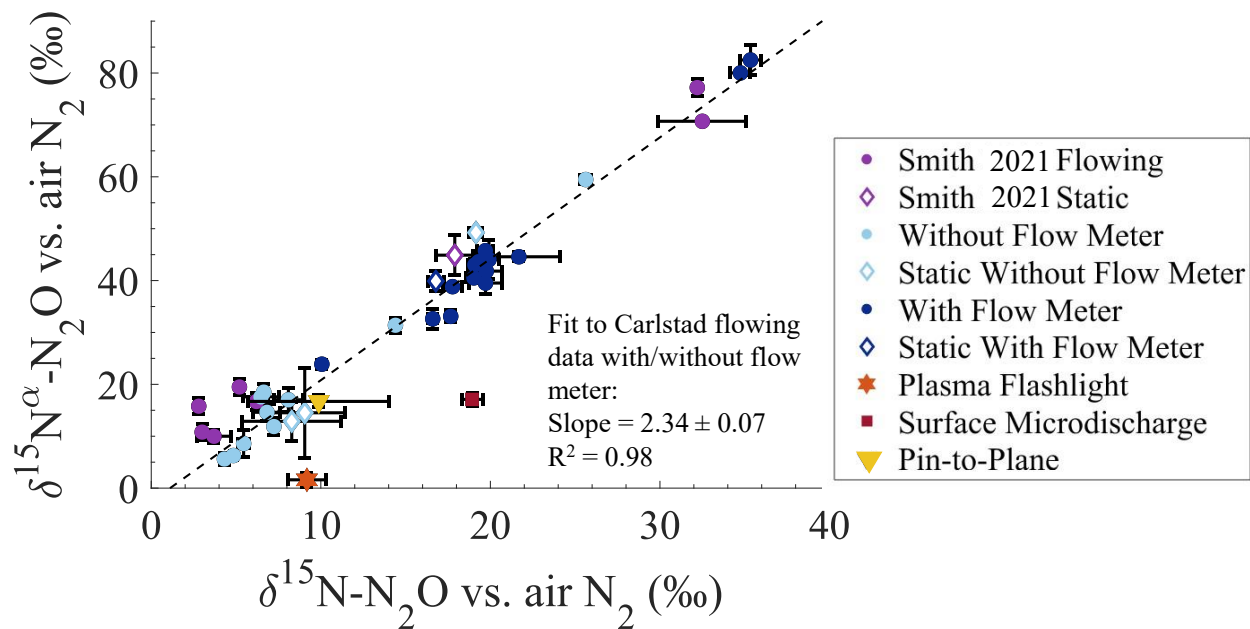 δ¹⁵Nᵅ-N₂O vs. air N₂ (‰)
80
60
40
20
0
0 10 20 30 40
δ¹⁵N-N₂O vs. air N₂ (‰)
Fit to Carlstad flowing
data with/without flow
meter:
Slope = 2.34 ± 0.07
R² = 0.98
Smith 2021 Flowing
Smith 2021 Static
Without Flow Meter
Static Without Flow Meter
With Flow Meter
Static With Flow Meter
Plasma Flashlight
Surface Microdischarge
Pin-to-Plane